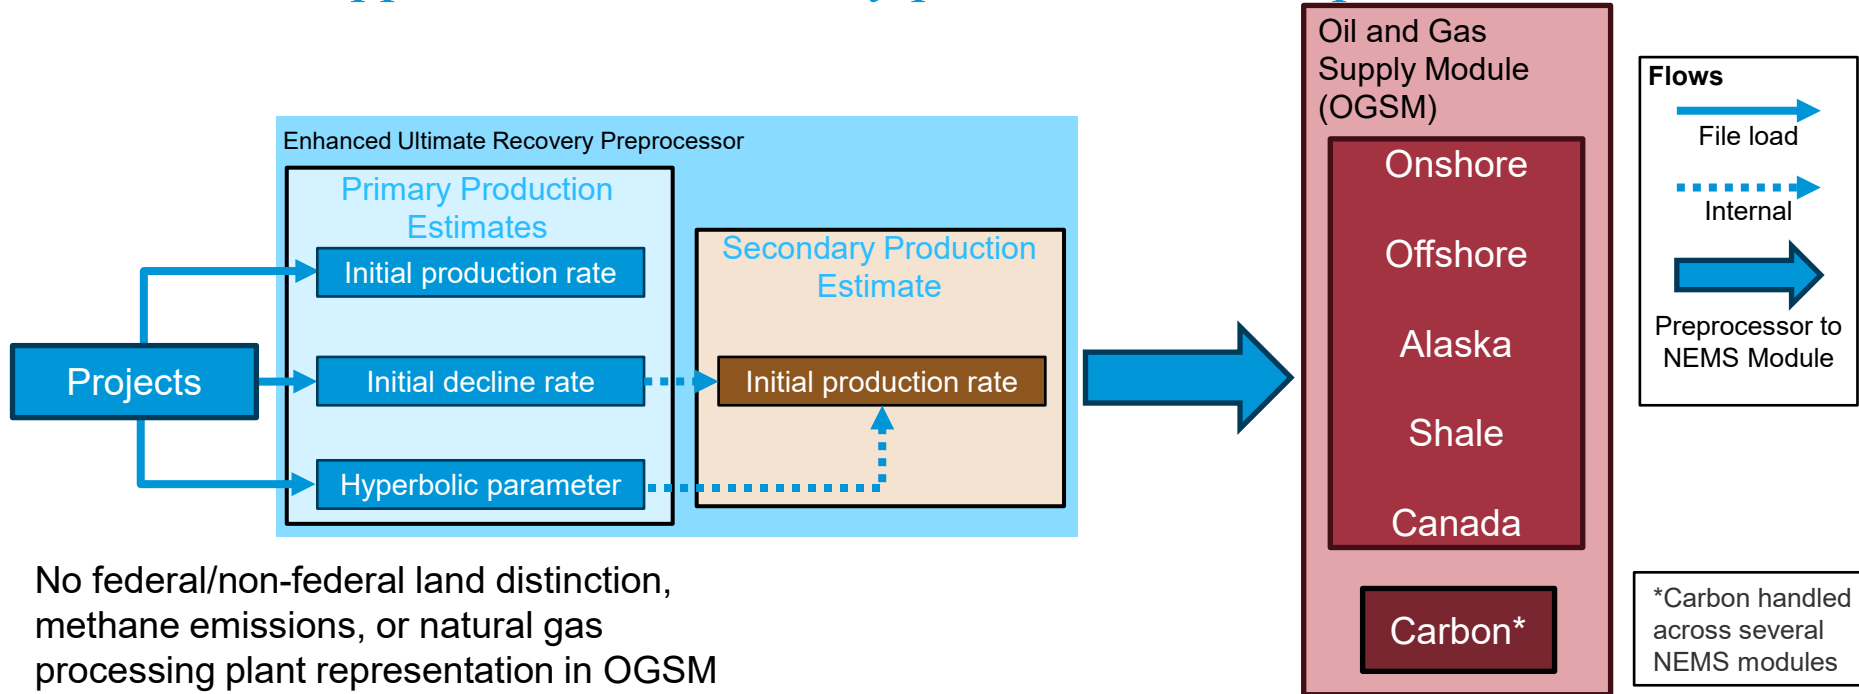 Oil and Gas
Supply Module
(OGSM)
Flows
File load
Internal
Preprocessor to
NEMS Module
Enhanced Ultimate Recovery Preprocessor
Primary Production
Estimates
Initial production rate
Initial decline rate
Hyperbolic parameter
Secondary Production
Estimate
Initial production rate
Projects
Onshore
Offshore
Alaska
Shale
Canada
Carbon*
*Carbon handled
across several
NEMS modules
No federal/non-federal land distinction,
methane emissions, or natural gas
processing plant representation in OGSM